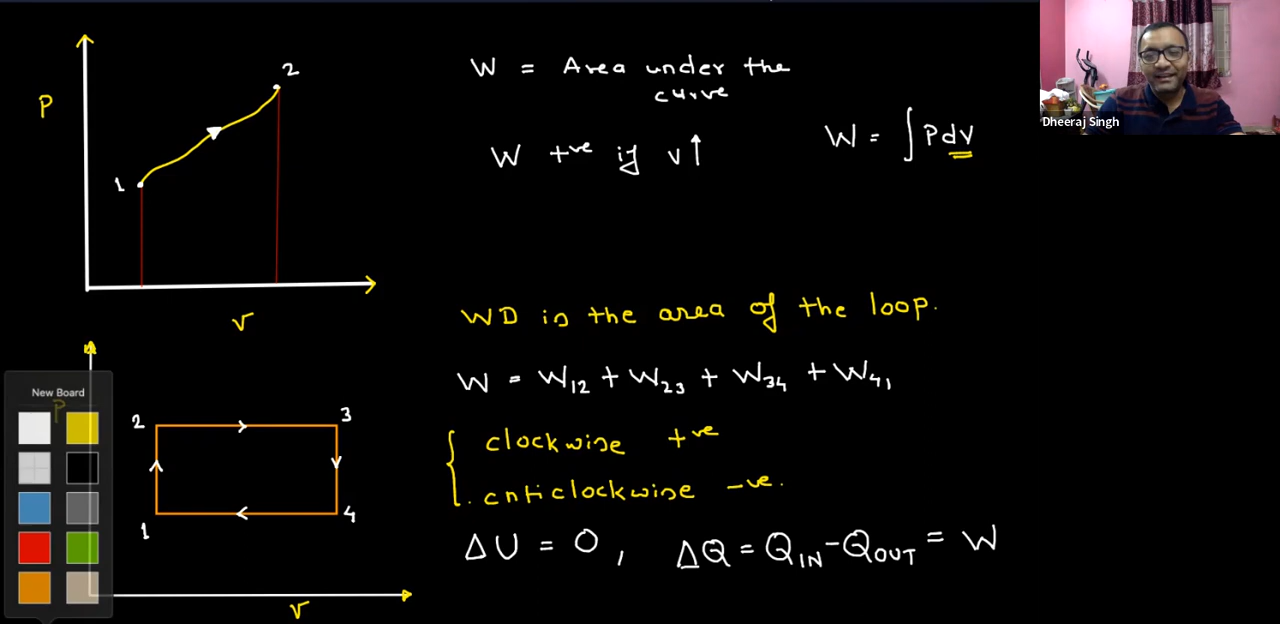 P
1
2
V
W = Area under the
curve
W +ve if V↑
W = ∫PdV
Dheeraj Singh
WD is the area of the loop.
W = W12 + W23 + W34 + W41
clockwise +ve
anticlockwise -ve.
ΔU = 0, ΔQ = QIN - QOUT = W
New Board
P
2
3
1
4
V